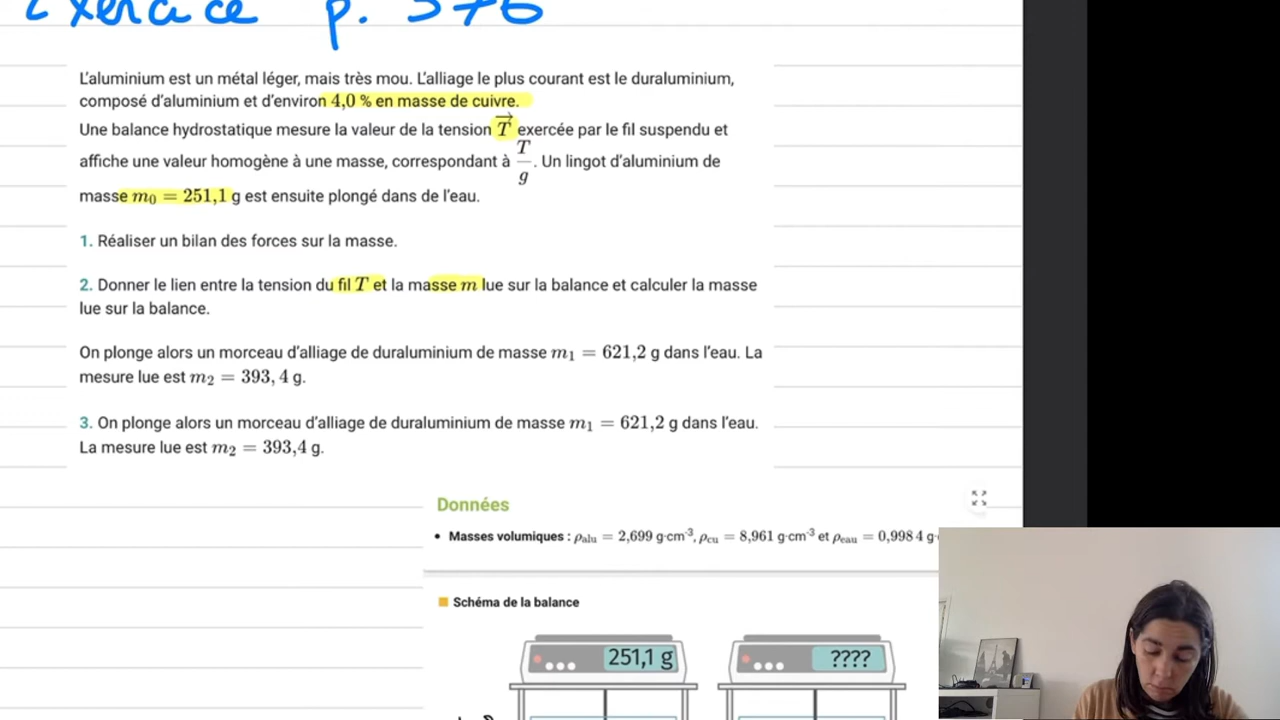 Exercice p. 376
L'aluminium est un métal léger, mais très mou. L'alliage le plus courant est le duraluminium,
composé d'aluminium et d'environ 4,0 % en masse de cuivre.
Une balance hydrostatique mesure la valeur de la tension T⃗ exercée par le fil suspendu et
affiche une valeur homogène à une masse, correspondant à T/g. Un lingot d'aluminium de
masse m₀ = 251,1 g est ensuite plongé dans de l'eau.
1. Réaliser un bilan des forces sur la masse.
2. Donner le lien entre la tension du fil T et la masse m lue sur la balance et calculer la masse
lue sur la balance.
On plonge alors un morceau d'alliage de duraluminium de masse m₁ = 621,2 g dans l'eau. La
mesure lue est m₂ = 393, 4 g.
3. On plonge alors un morceau d'alliage de duraluminium de masse m₁ = 621,2 g dans l'eau.
La mesure lue est m₂ = 393,4 g.
Données
• Masses volumiques : ρalu = 2,699 g·cm⁻³, ρcu = 8,961 g·cm⁻³ et ρeau = 0,998 4 g·
Schéma de la balance
251,1 g
????